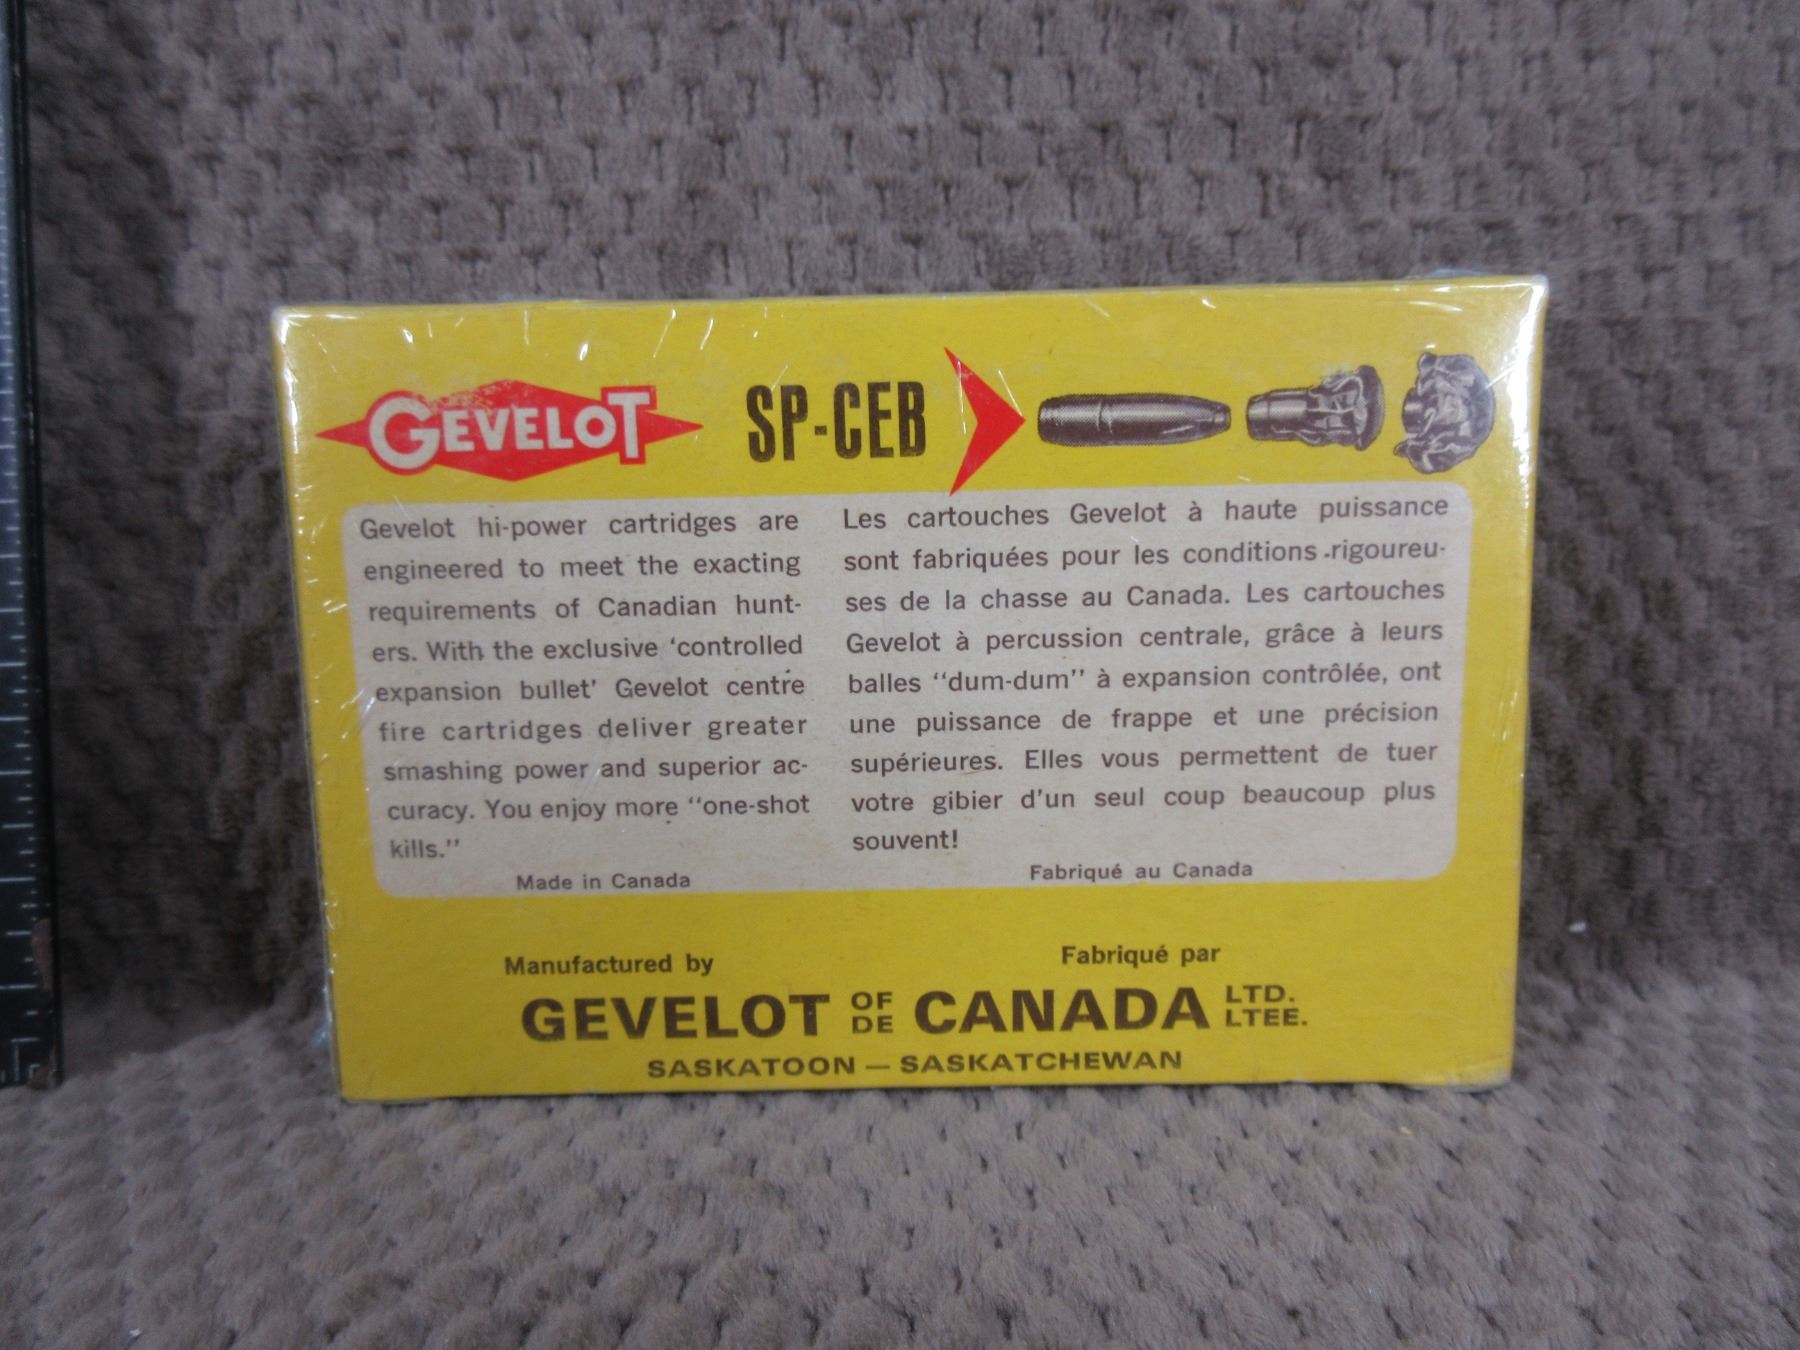 GEVELOT SP-CEB
Gevelot hi-power cartridges are
engineered to meet the exacting
requirements of Canadian hunt-
ers. With the exclusive ‘controlled
expansion bullet’ Gevelot centre
fire cartridges deliver greater
smashing power and superior ac-
curacy. You enjoy more “one-shot
kills.”
Made in Canada
Les cartouches Gevelot à haute puissance
sont fabriquées pour les conditions rigoureu-
ses de la chasse au Canada. Les cartouches
Gevelot à percussion centrale, grâce à leurs
balles “dum-dum” à expansion contrôlée, ont
une puissance de frappe et une précision
supérieures. Elles vous permettent de tuer
votre gibier d'un seul coup beaucoup plus
souvent!
Fabriqué au Canada
Manufactured by
Fabriqué par
GEVELOT OF DE CANADA LTD. LTEE.
SASKATOON — SASKATCHEWAN